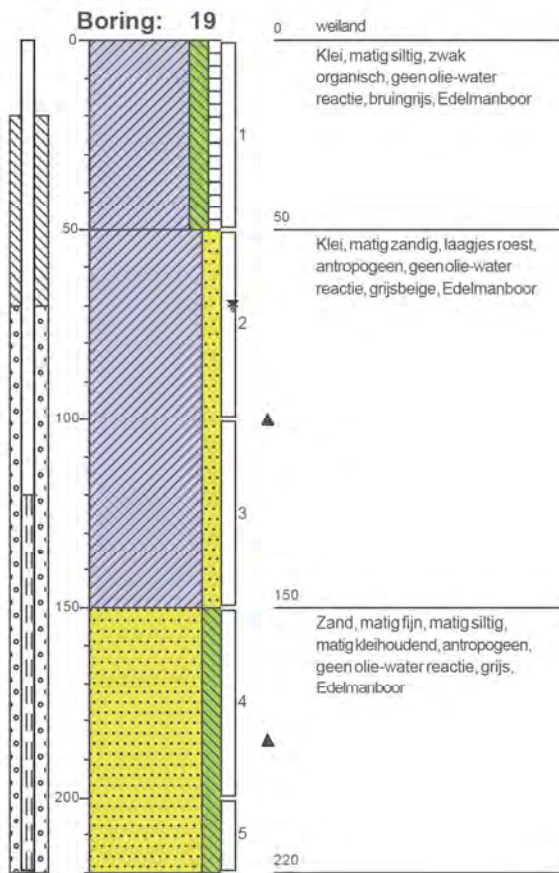 Boring: 19
0
0 weiland
Klei, matig siltig, zwak
organisch, geen olie-water
reactie, bruingrijs, Edelmanboor
1
50
50
Klei, matig zandig, laagjes roest,
antropogeen, geen olie-water
reactie, grijsbeige, Edelmanboor
2
100
3
150
150
Zand, matig fijn, matig siltig,
matig kleihoudend, antropogeen,
geen olie-water reactie, grijs,
Edelmanboor
4
200
5
220